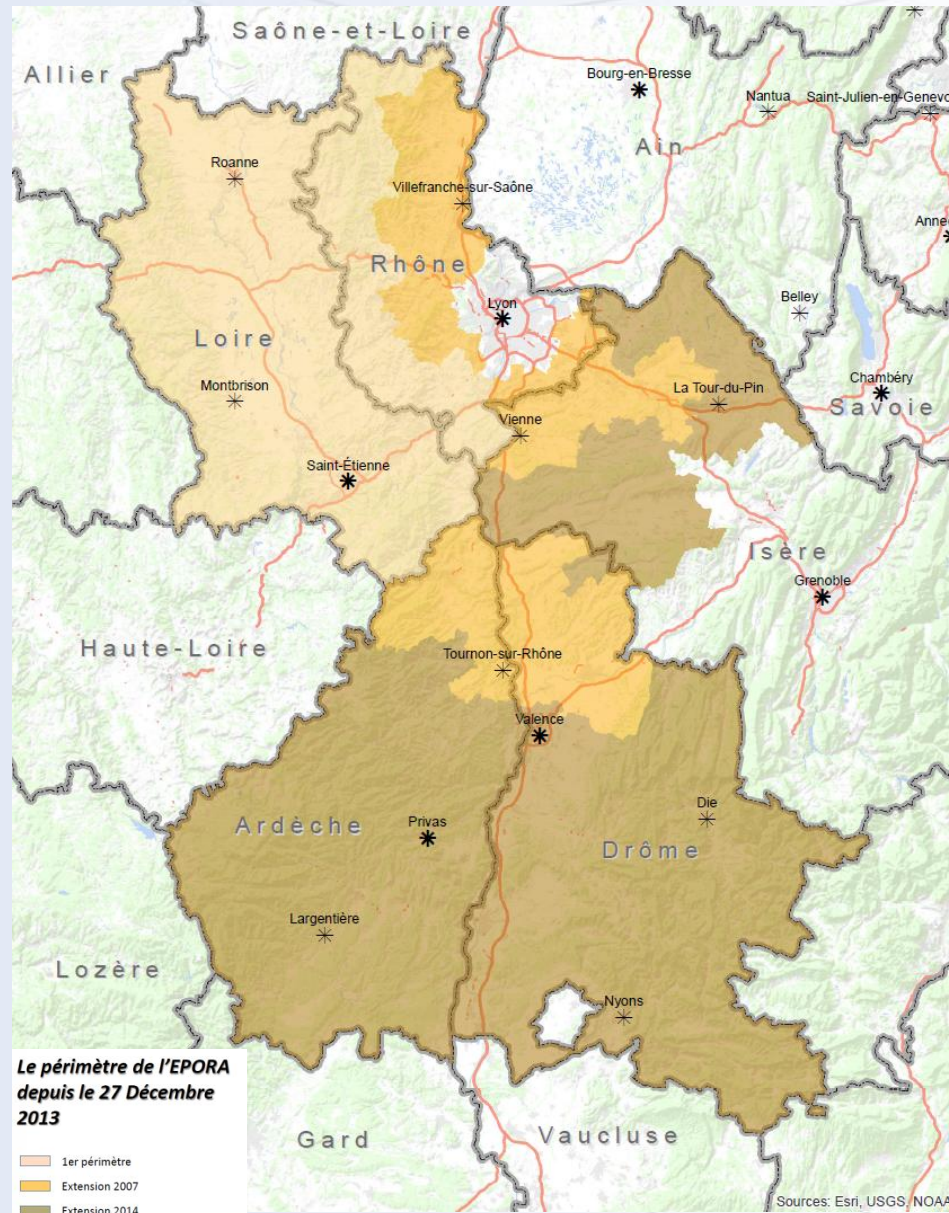 Saône-et-Loire
Allier
Bourg-en-Bresse
Nantua
Saint-Julien-en-Genevo
Ain
Roanne
Villefranche-sur-Saône
Anne
Rhône
Belley
Lyon
Loire
Montbrison
La Tour-du-Pin
Chambéry
Savoie
Vienne
Saint-Étienne
Isère
Grenoble
Haute-Loire
Tournon-sur-Rhône
Valence
Die
Ardèche
Privas
Drôme
Largentière
Lozère
Nyons
Le périmètre de l'EPORA
depuis le 27 Décembre
2013
Gard
Vaucluse
1er périmètre
Extension 2007
Extension 2014
Sources: Esri, USGS, NOAA